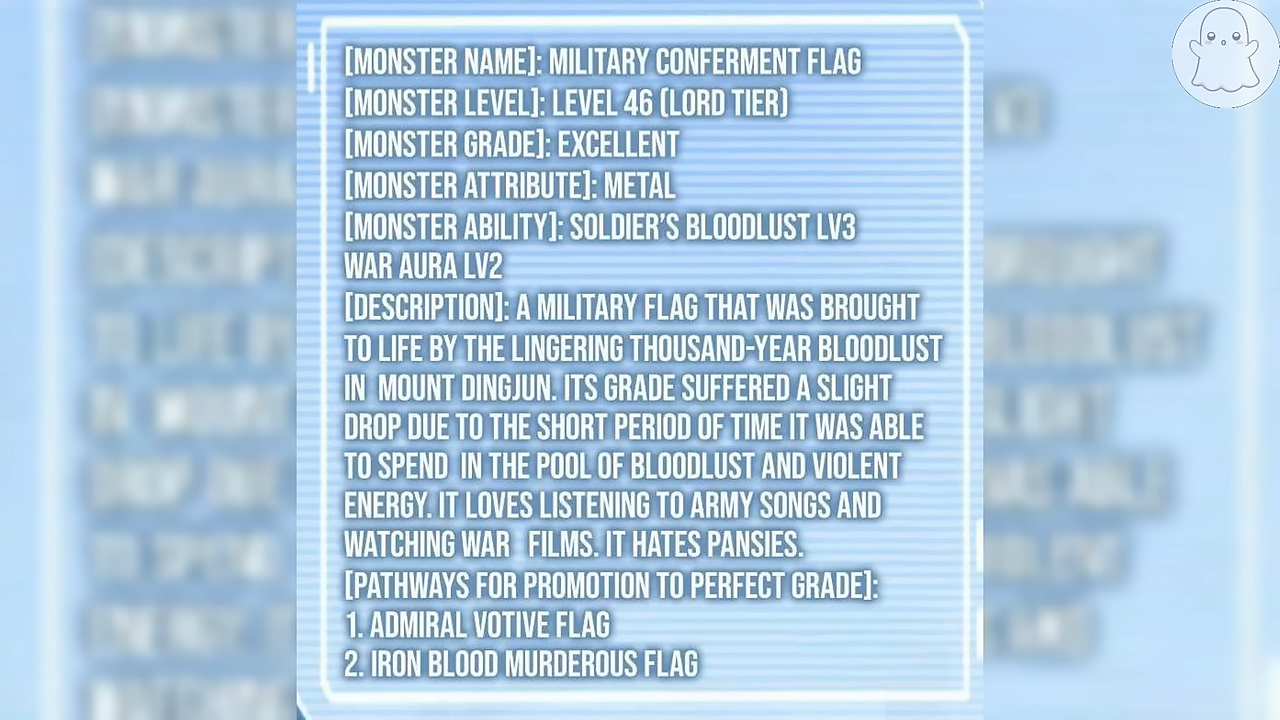 [MONSTER NAME]: MILITARY CONFERMENT FLAG
[MONSTER LEVEL]: LEVEL 46 (LORD TIER)
[MONSTER GRADE]: EXCELLENT
[MONSTER ATTRIBUTE]: METAL
[MONSTER ABILITY]: SOLDIER'S BLOODLUST LV3
WAR AURA LV2
[DESCRIPTION]: A MILITARY FLAG THAT WAS BROUGHT
TO LIFE BY THE LINGERING THOUSAND-YEAR BLOODLUST
IN MOUNT DINGJUN. ITS GRADE SUFFERED A SLIGHT
DROP DUE TO THE SHORT PERIOD OF TIME IT WAS ABLE
TO SPEND IN THE POOL OF BLOODLUST AND VIOLENT
ENERGY. IT LOVES LISTENING TO ARMY SONGS AND
WATCHING WAR FILMS. IT HATES PANSIES.
[PATHWAYS FOR PROMOTION TO PERFECT GRADE]:
1. ADMIRAL VOTIVE FLAG
2. IRON BLOOD MURDEROUS FLAG